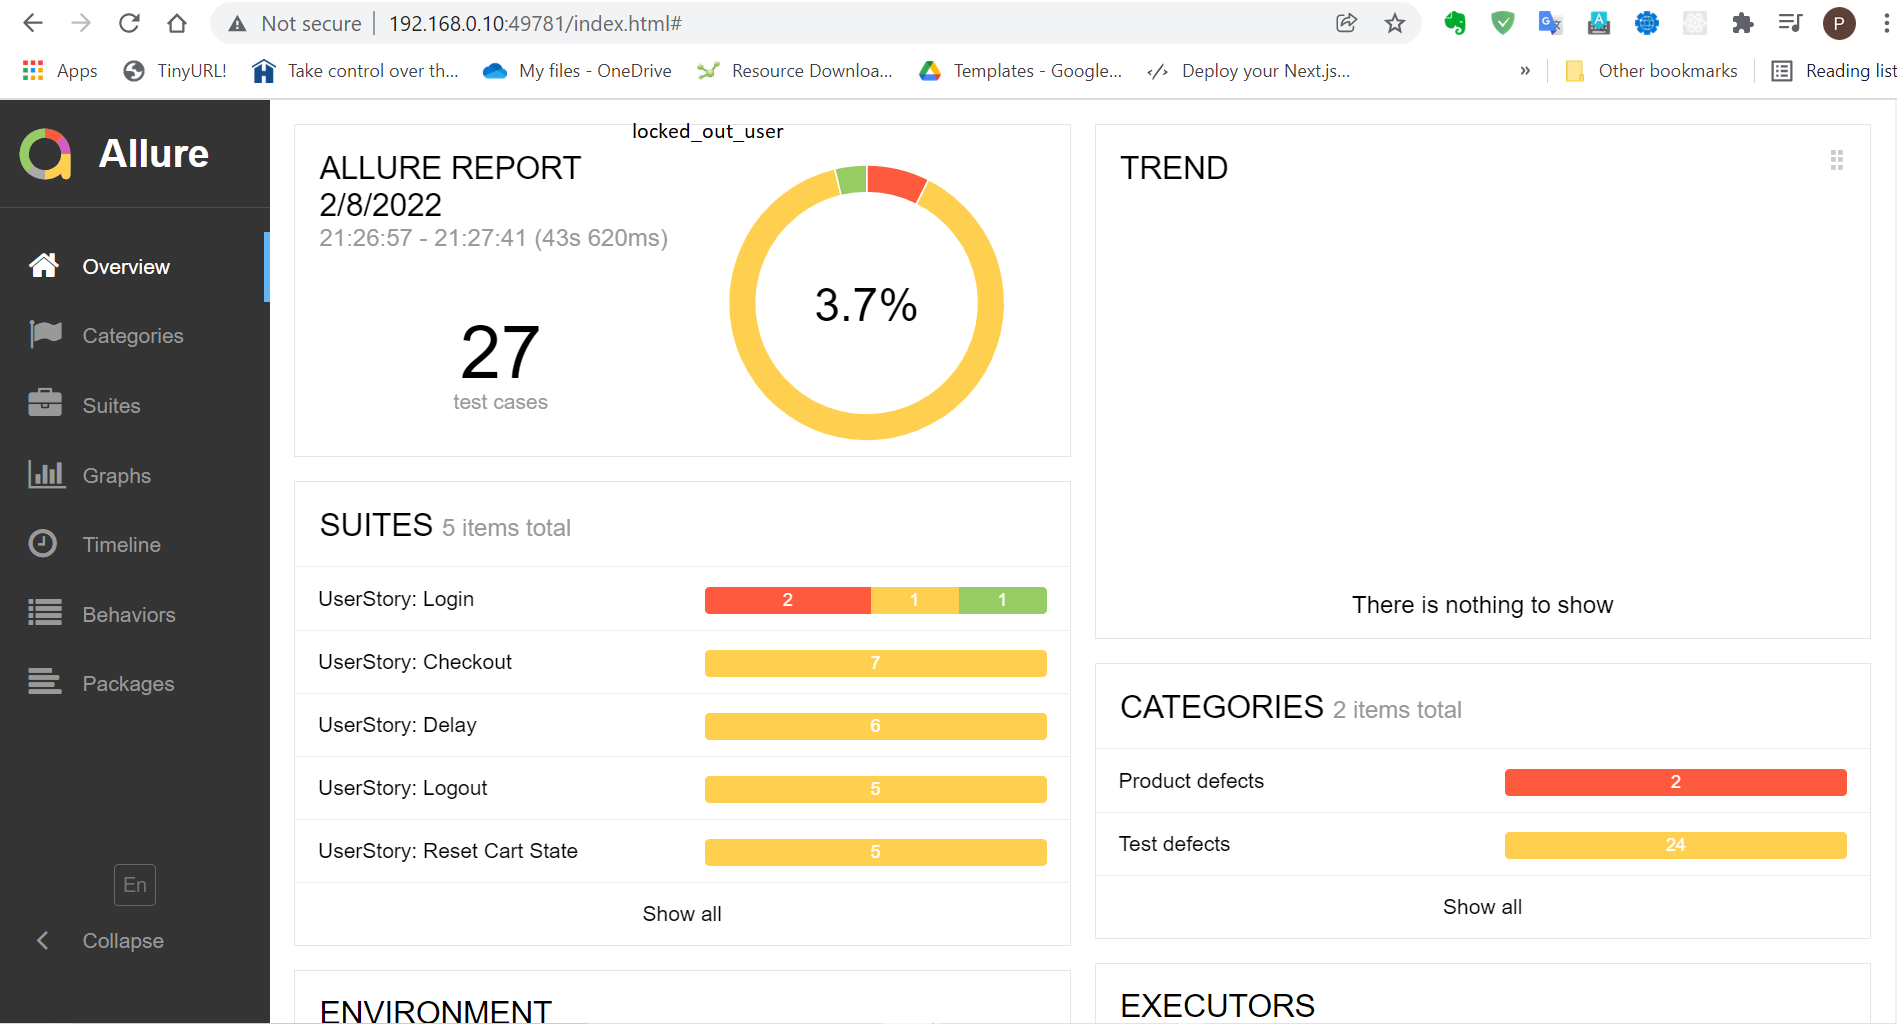 Not secure 192.168.0.10:49781/index.html#
P
Apps TinyURL! Take control over th... My files - OneDrive Resource Downloa... Templates - Google... Deploy your Next.js... » Other bookmarks Reading list
Allure
Overview
Categories
Suites
Graphs
Timeline
Behaviors
Packages
En
Collapse
locked_out_user
ALLURE REPORT
2/8/2022
21:26:57 - 21:27:41 (43s 620ms)
27
test cases
3.7%
SUITES 5 items total
UserStory: Login 2 1 1
UserStory: Checkout 7
UserStory: Delay 6
UserStory: Logout 5
UserStory: Reset Cart State 5
Show all
ENVIRONMENT
TREND
There is nothing to show
CATEGORIES 2 items total
Product defects 2
Test defects 24
Show all
EXECUTORS